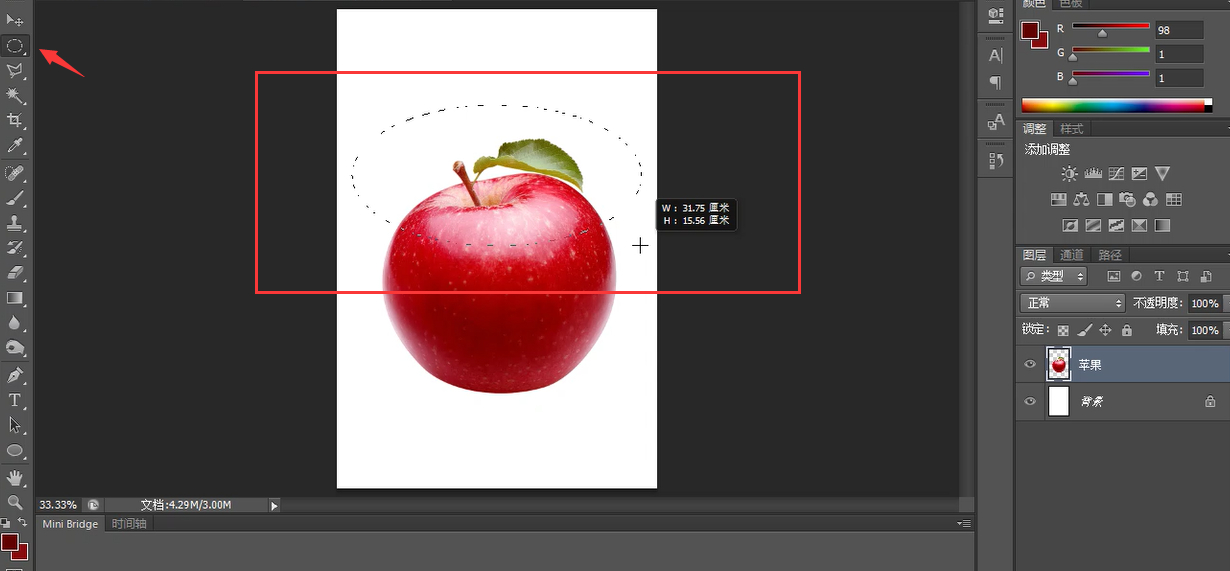 颜色 色板
R 98
G 1
B 1
调整 样式
添加调整
W： 31.75 厘米
H： 15.56 厘米
图层 通道 路径
类型
正常 不透明度： 100%
锁定： 填充： 100%
苹果
背景
33.33% 文档:4.29M/3.00M
Mini Bridge 时间轴